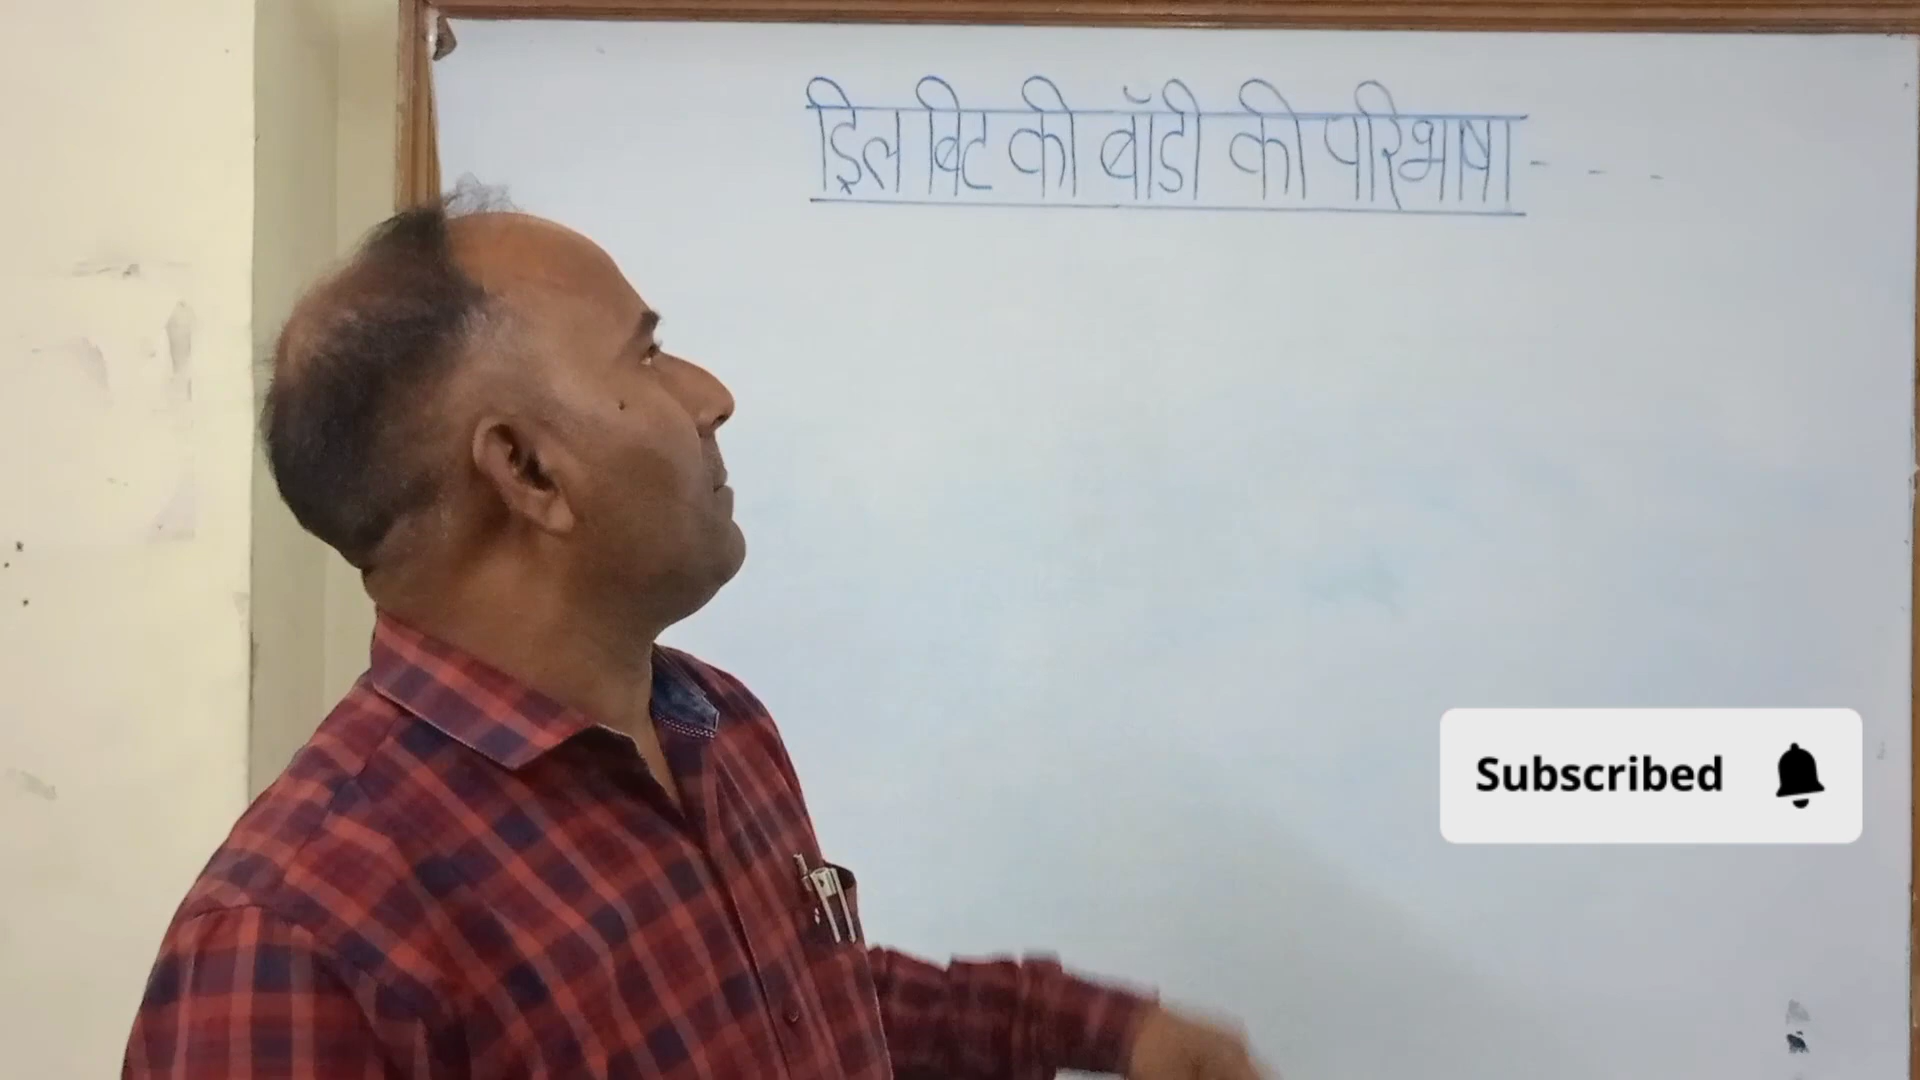 ड्रिल बिट की बॉडी की परिभाषा- - -
Subscribed